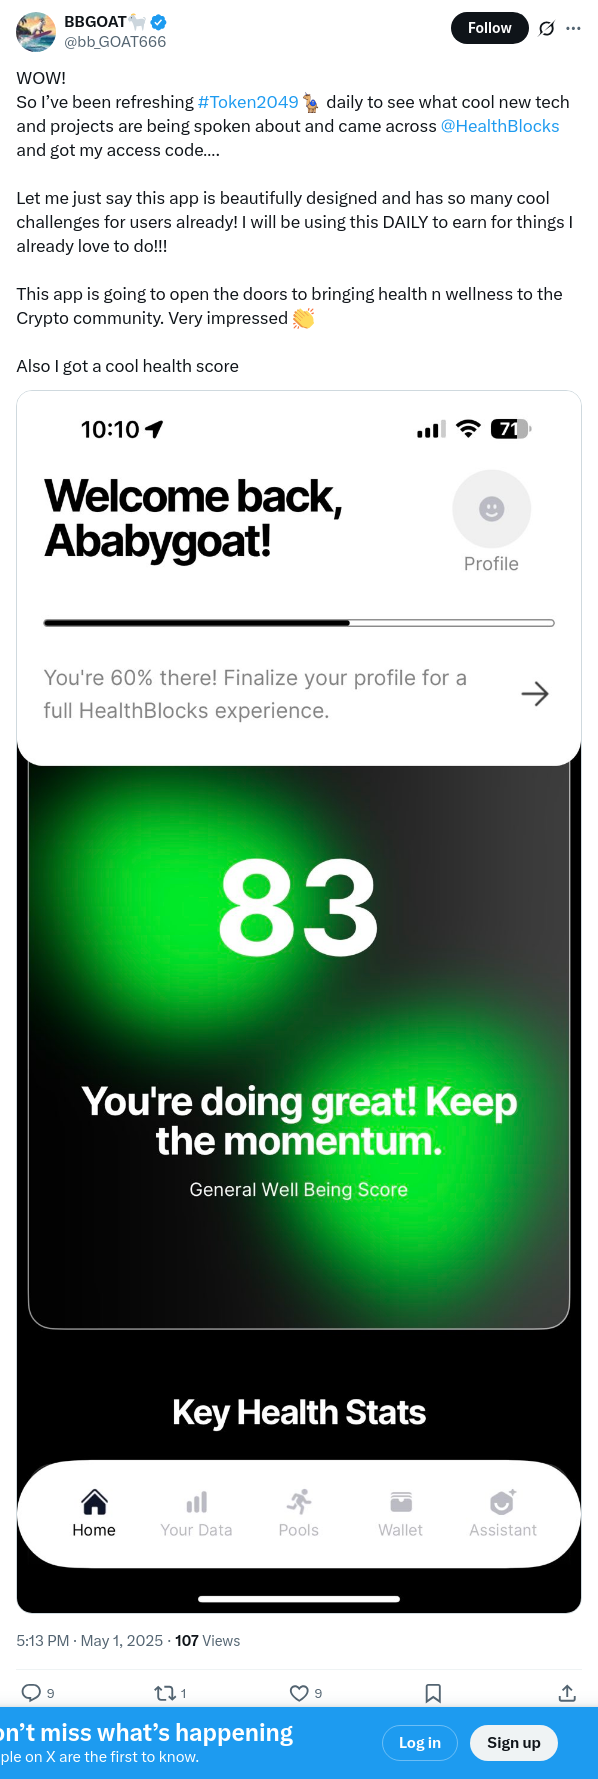 BBGOAT🐐
@bb_GOAT666
Follow
WOW!
So I’ve been refreshing #Token2049 daily to see what cool new tech
and projects are being spoken about and came across @HealthBlocks
and got my access code....
Let me just say this app is beautifully designed and has so many cool
challenges for users already! I will be using this DAILY to earn for things I
already love to do!!!
This app is going to open the doors to bringing health n wellness to the
Crypto community. Very impressed 👏
Also I got a cool health score
10:10
71
Welcome back,
Ababygoat!
Profile
You're 60% there! Finalize your profile for a
full HealthBlocks experience.
83
You're doing great! Keep
the momentum.
General Well Being Score
Key Health Stats
Home
Your Data
Pools
Wallet
Assistant
5:13 PM · May 1, 2025 · 107 Views
9
1
9
on’t miss what’s happening
ple on X are the first to know.
Log in
Sign up